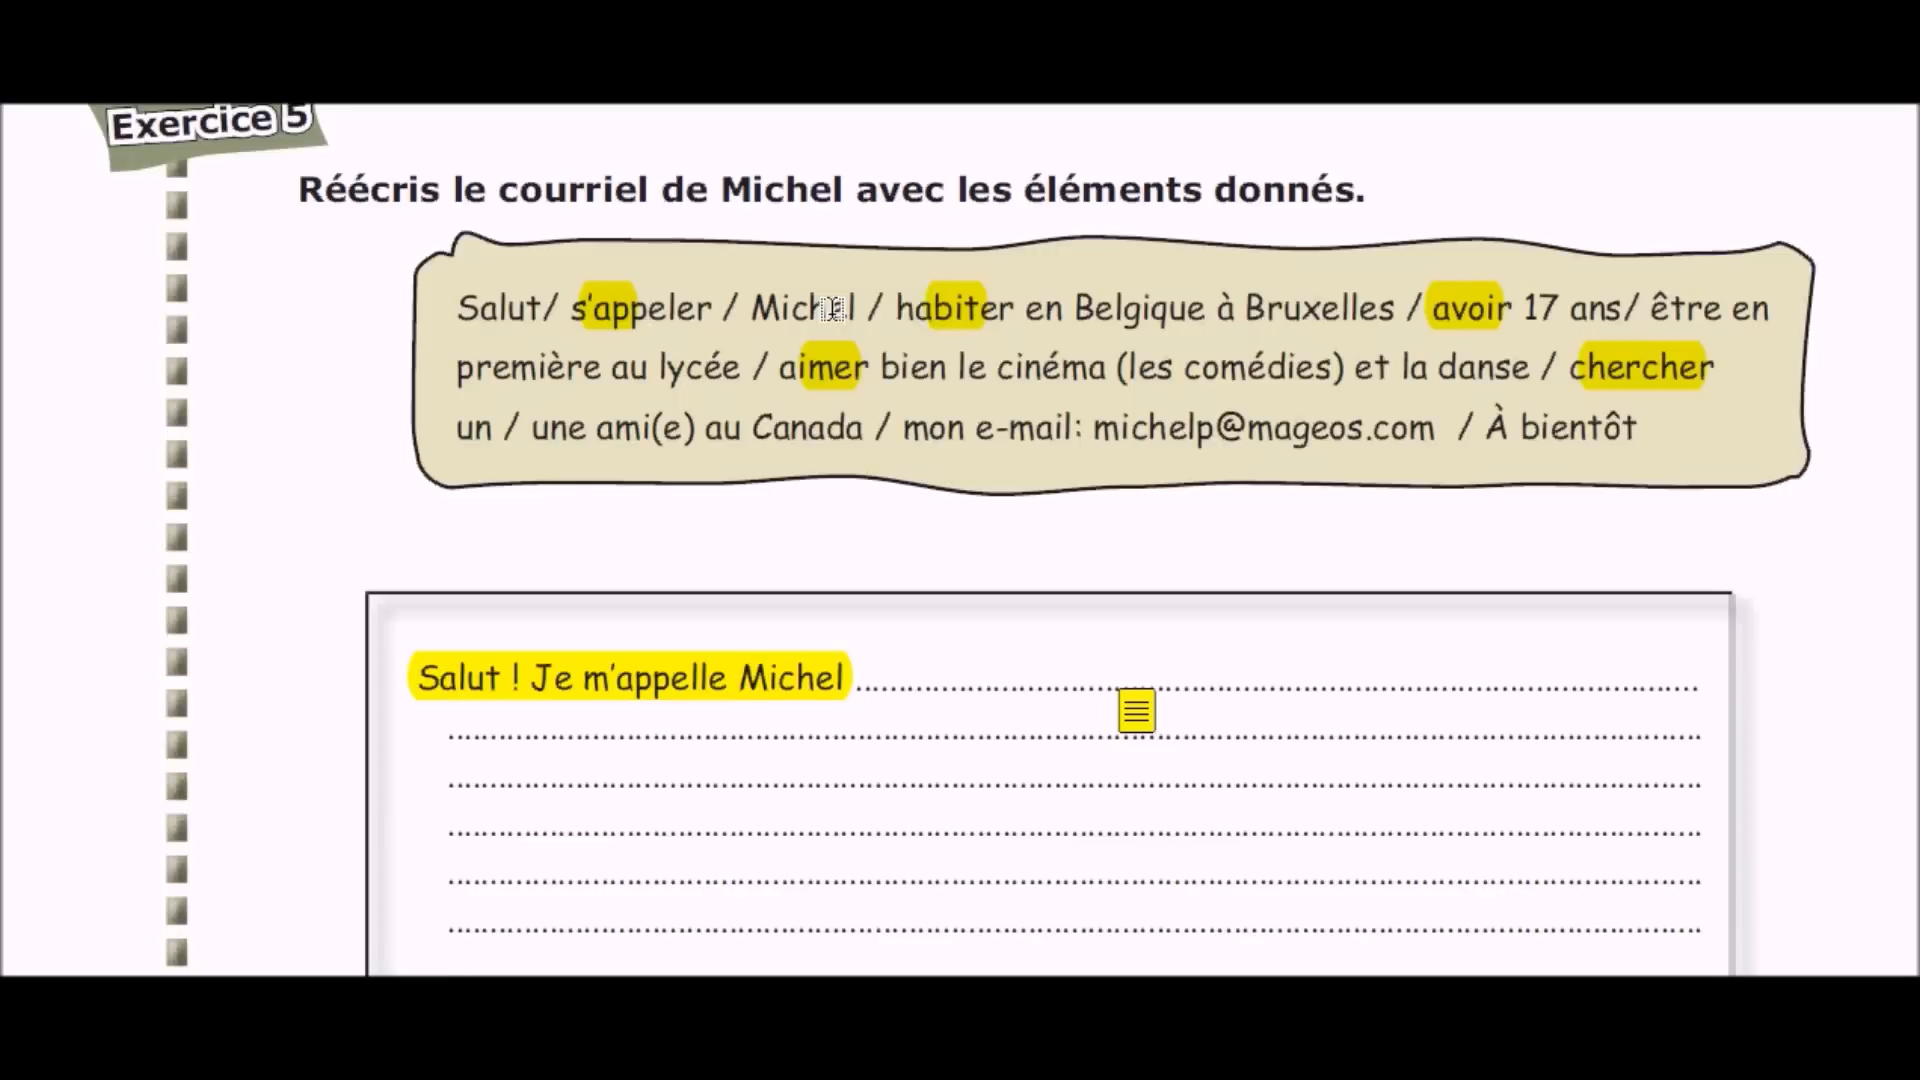 Exercice 5
Réécris le courriel de Michel avec les éléments donnés.
Salut/ s'appeler / Michel / habiter en Belgique à Bruxelles / avoir 17 ans/ être en
première au lycée / aimer bien le cinéma (les comédies) et la danse / chercher
un / une ami(e) au Canada / mon e-mail: michelp@mageos.com / À bientôt
Salut ! Je m'appelle Michel